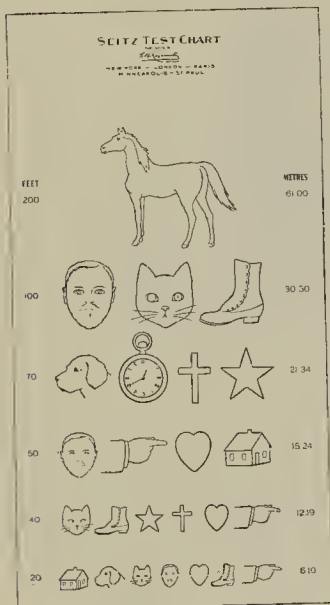 SEITZ TEST CHART
NEW YORK — LONDON — PARIS
MINNEAPOLIS — ST. PAUL
FEET METRES
200 61.00
100 30.50
70 21.34
50 15.24
40 12.19
20 6.10